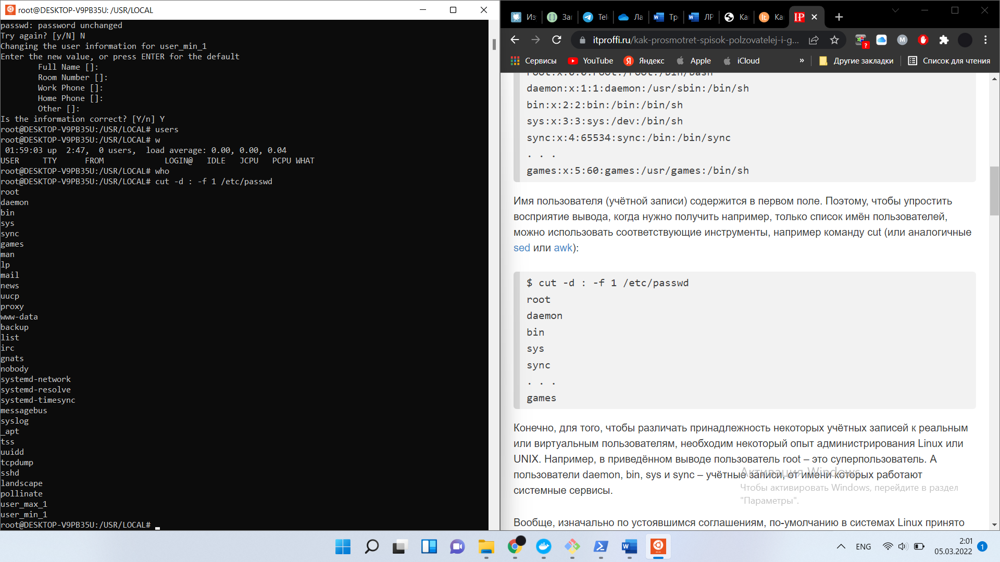 root@DESKTOP-V9PB35U: /USR/LOCAL
passwd: password unchanged
Try again? [y/N] N
Changing the user information for user_min_1
Enter the new value, or press ENTER for the default
Full Name []:
Room Number []:
Work Phone []:
Home Phone []:
Other []:
Is the information correct? [Y/n] Y
root@DESKTOP-V9PB35U:/USR/LOCAL# users
root@DESKTOP-V9PB35U:/USR/LOCAL# w
01:59:03 up  2:47,  0 users,  load average: 0.00, 0.00, 0.04
USER     TTY      FROM             LOGIN@   IDLE   JCPU   PCPU WHAT
root@DESKTOP-V9PB35U:/USR/LOCAL# who
root@DESKTOP-V9PB35U:/USR/LOCAL# cut -d : -f 1 /etc/passwd
root
daemon
bin
sys
sync
games
man
lp
mail
news
uucp
proxy
www-data
backup
list
irc
gnats
nobody
systemd-network
systemd-resolve
systemd-timesync
messagebus
syslog
_apt
tss
uuidd
tcpdump
sshd
landscape
pollinate
user_max_1
user_min_1
root@DESKTOP-V9PB35U:/USR/LOCAL#
Из Заг Tel Ла Тр ЛР Ка Ка IP
itproffi.ru/kak-prosmotret-spisok-polzovatelej-i-g...
Сервисы YouTube Яндекс Apple iCloud » Другие закладки Список для чтения
root:x:0:0:root:/root:/bin/bash
daemon:x:1:1:daemon:/usr/sbin:/bin/sh
bin:x:2:2:bin:/bin:/bin/sh
sys:x:3:3:sys:/dev:/bin/sh
sync:x:4:65534:sync:/bin:/bin/sync
. . .
games:x:5:60:games:/usr/games:/bin/sh
Имя пользователя (учётной записи) содержится в первом поле. Поэтому, чтобы упростить
восприятие вывода, когда нужно получить например, только список имён пользователей,
можно использовать соответствующие инструменты, например команду cut (или аналогичные
sed или awk):
$ cut -d : -f 1 /etc/passwd
root
daemon
bin
sys
sync
. . .
games
Конечно, для того, чтобы различать принадлежность некоторых учётных записей к реальным
или виртуальным пользователям, необходим некоторый опыт администрирования Linux или
UNIX. Например, в приведённом выводе пользователь root – это суперпользователь. А
пользователи daemon, bin, sys и sync – учётные записи, от имени которых работают
системные сервисы.
Активация Windows
Чтобы активировать Windows, перейдите в раздел
"Параметры".
Вообще, изначально по устоявшимся соглашениям, по-умолчанию в системах Linux принято
ENG
2:01
05.03.2022
1